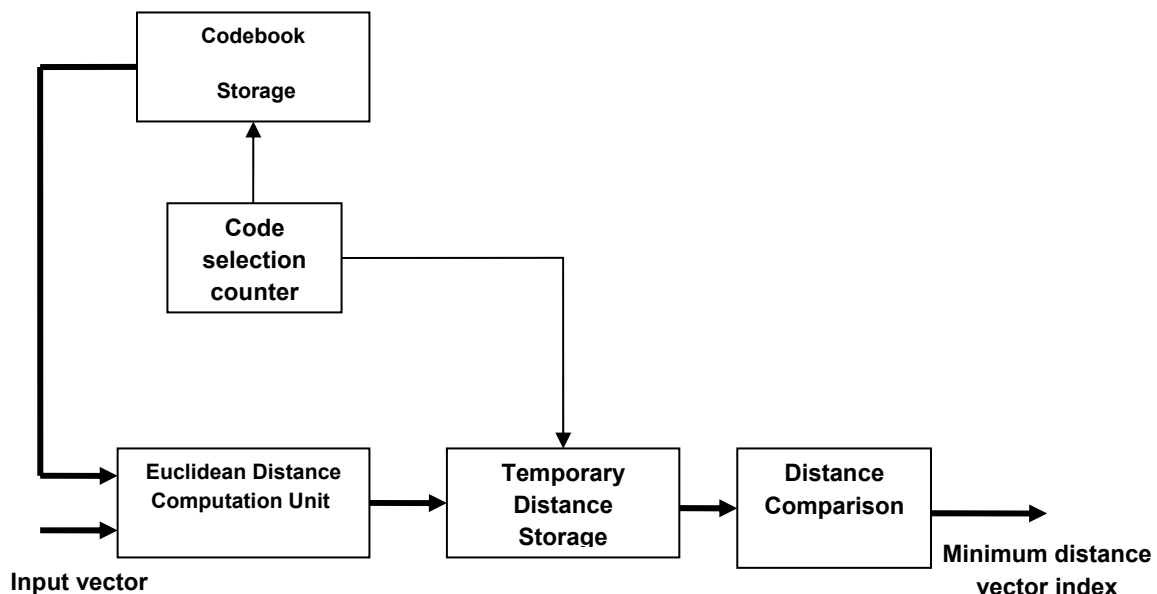 Codebook
Storage
Code
selection
counter
Euclidean Distance
Computation Unit
Temporary
Distance
Storage
Distance
Comparison
Input vector
Minimum distance
vector index